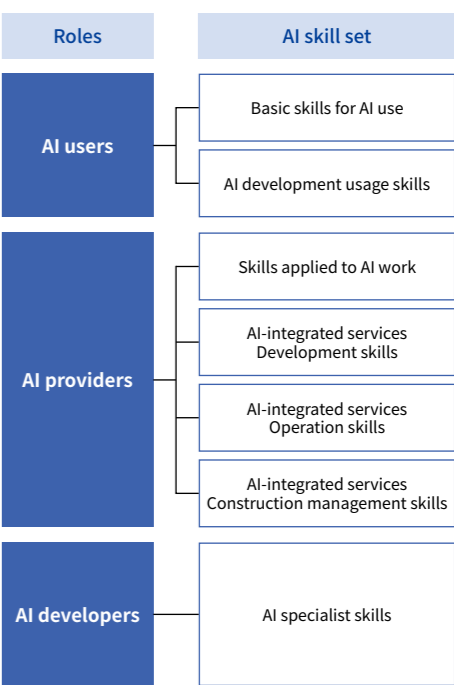 Roles
AI skill set
AI users
Basic skills for AI use
AI development usage skills
AI providers
Skills applied to AI work
AI-integrated services
Development skills
AI-integrated services
Operation skills
AI-integrated services
Construction management skills
AI developers
AI specialist skills